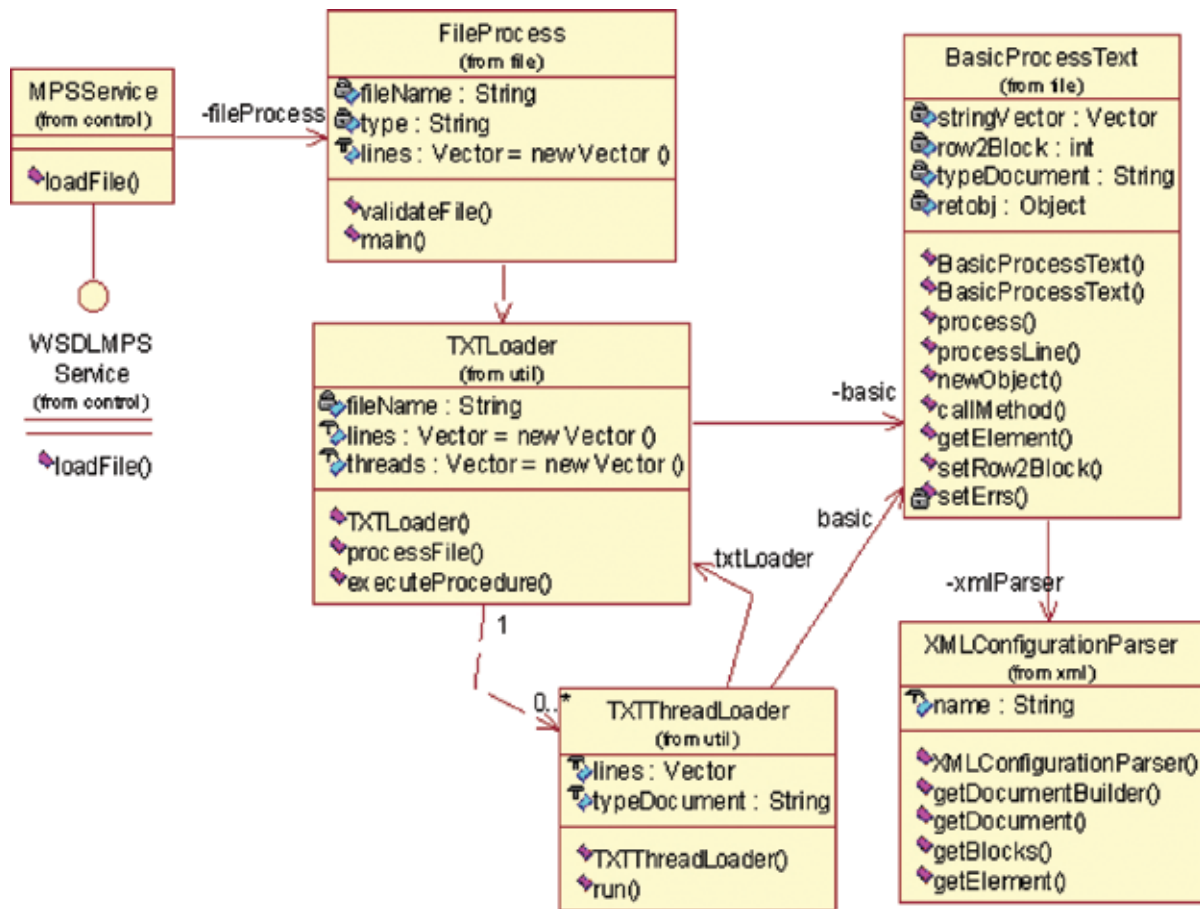 MPSService
(from control)
loadFile()
WSDLMPS
Service
(from control)
loadFile()
-fileProcess
FileProcess
(from file)
fileName : String
type : String
lines : Vector = new Vector ()
validateFile()
main()
TXTLoader
(from util)
fileName : String
lines : Vector = new Vector ()
threads : Vector = new Vector ()
TXTLoader()
processFile()
executeProcedure()
1
0..*
txtLoader
basic
-basic
TXTThreadLoader
(from util)
lines : Vector
typeDocument : String
TXTThreadLoader()
run()
BasicProcessText
(from file)
stringVector : Vector
row2Block : int
typeDocument : String
retobj : Object
BasicProcessText()
BasicProcessText()
process()
processLine()
newObject()
callMethod()
getElement()
setRow2Block()
setErrs()
-xmlParser
XMLConfigurationParser
(from xml)
name : String
XMLConfigurationParser()
getDocumentBuilder()
getDocument()
getBlocks()
getElement()